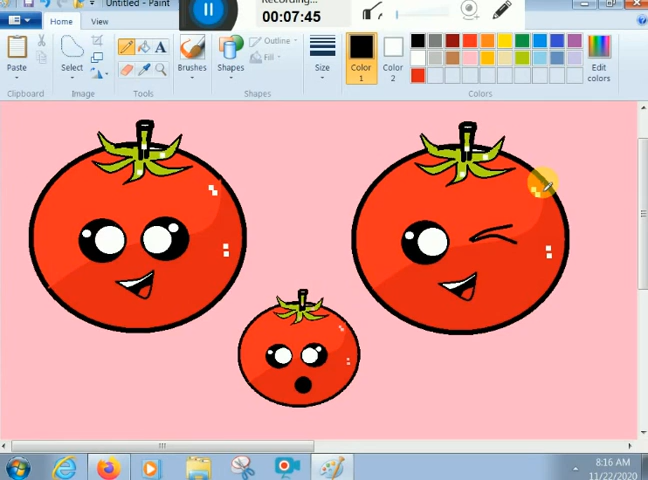 Recording...
Untitled - Paint
00:07:45
Home View
Paste
Select
Brushes
Shapes
Outline
Fill
Size
Color 1
Color 2
Edit colors
Clipboard
Image
Tools
Shapes
Colors
8:16 AM
11/22/2020